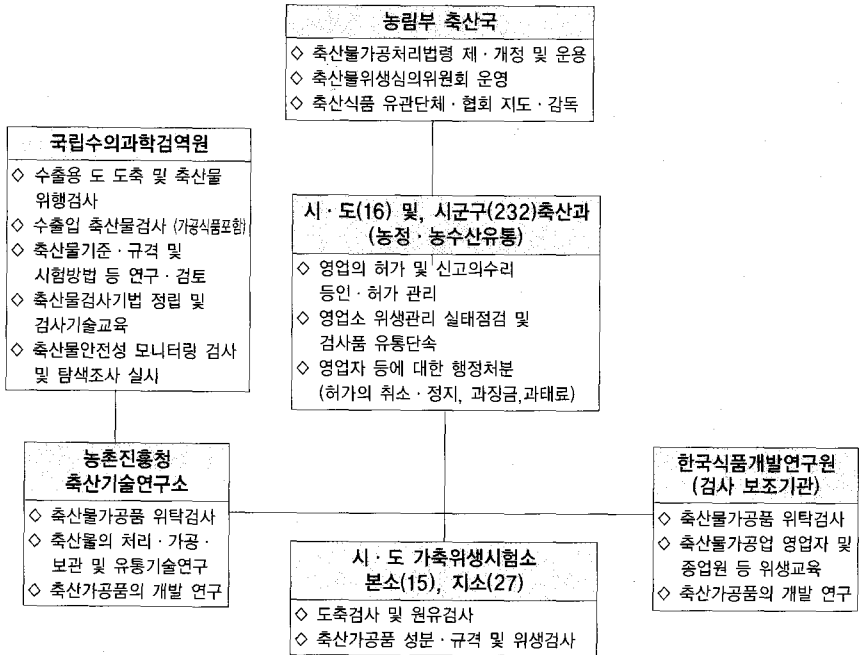 농림부 축산국
◇ 축산물가공처리법령 제 · 개정 및 운용
◇ 축산물위생심의위원회 운영
◇ 축산식품 유관단체 · 협회 지도 · 감독
국립수의과학검역원
◇ 수출용 도 도축 및 축산물
위행검사
◇ 수출입 축산물검사 (가공식품포함)
◇ 축산물기준 · 규격 및
시험방법 등 연구 · 검토
◇ 축산물검사기법 정립 및
검사기술교육
◇ 축산물안전성 모니터링 검사
및 탐색조사 실시
시 · 도(16) 및, 시군구(232)축산과
(농정 · 농수산유통)
◇ 영업의 허가 및 신고의수리
등인 · 허가 관리
◇ 영업소 위생관리 실태점검 및
검사품 유통단속
◇ 영업자 등에 대한 행정처분
(허가의 취소 · 정지, 과징금,과태료)
농촌진흥청
축산기술연구소
◇ 축산물가공품 위탁검사
◇ 축산물의 처리 · 가공 ·
보관 및 유통기술연구
◇ 축산가공품의 개발 연구
시 · 도 가축위생시험소
본소(15), 지소(27)
◇ 도축검사 및 원유검사
◇ 축산가공품 성분 · 규격 및 위생검사
한국식품개발연구원
(검사 보조기관)
◇ 축산물가공품 위탁검사
◇ 축산물가공업 영업자 및
종업원 등 위생교육
◇ 축산가공품의 개발 연구